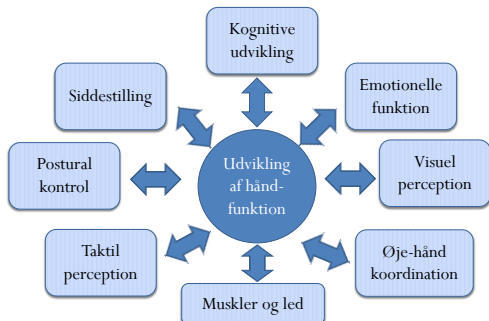 Kognitive
udvikling
Emotionelle
funktion
Visuel
perception
Øje-hånd
koordination
Muskler og led
Taktil
perception
Postural
kontrol
Siddestilling
Udvikling
af hånd-
funktion